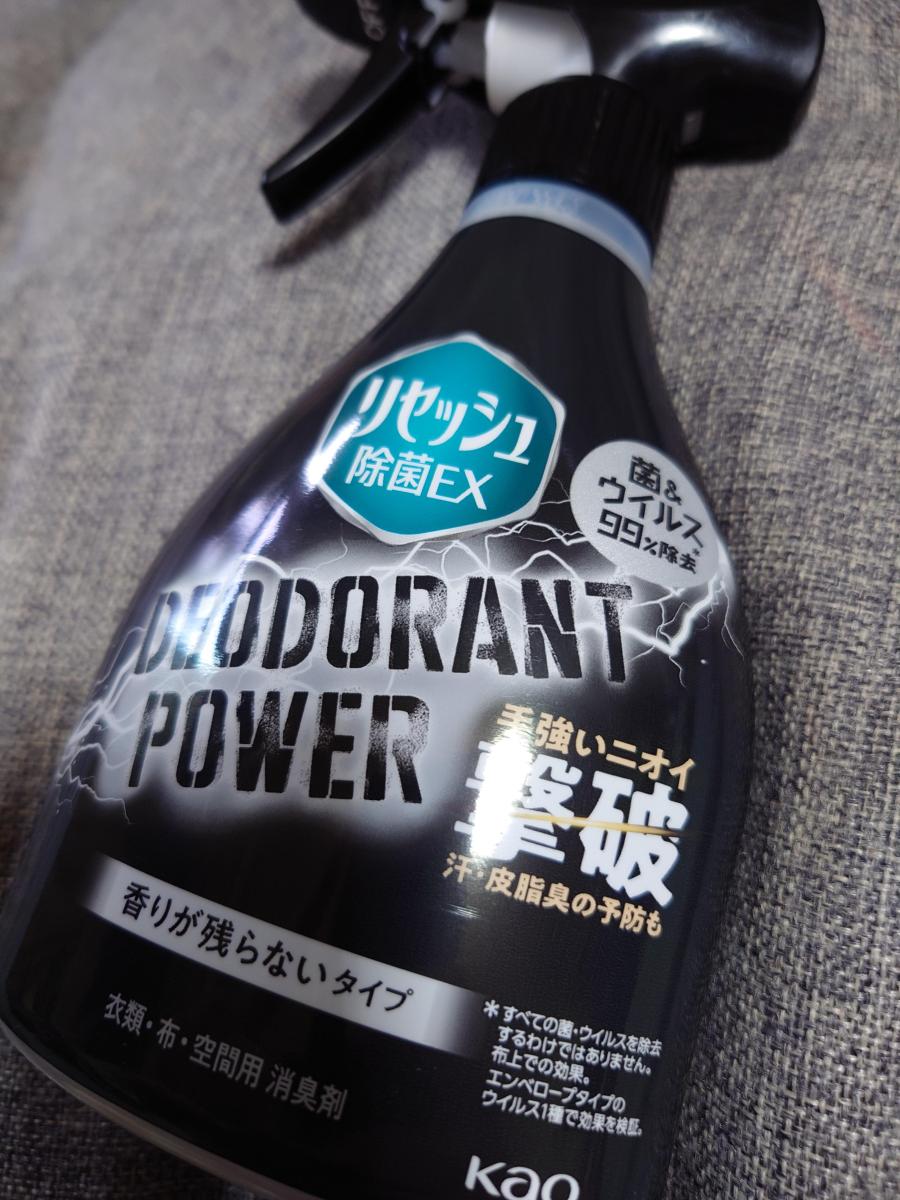 リセッシュ
除菌EX
菌&
ウイルス
99%除去*
DEODORANT
POWER
手強いニオイ
撃破
汗・皮脂臭の予防も
香りが残らないタイプ
衣類・布・空間用 消臭剤
*すべての菌・ウイルスを除去
するわけではありません。
布上での効果。
エンベロープタイプの
ウイルス1種で効果を検証。
Kao